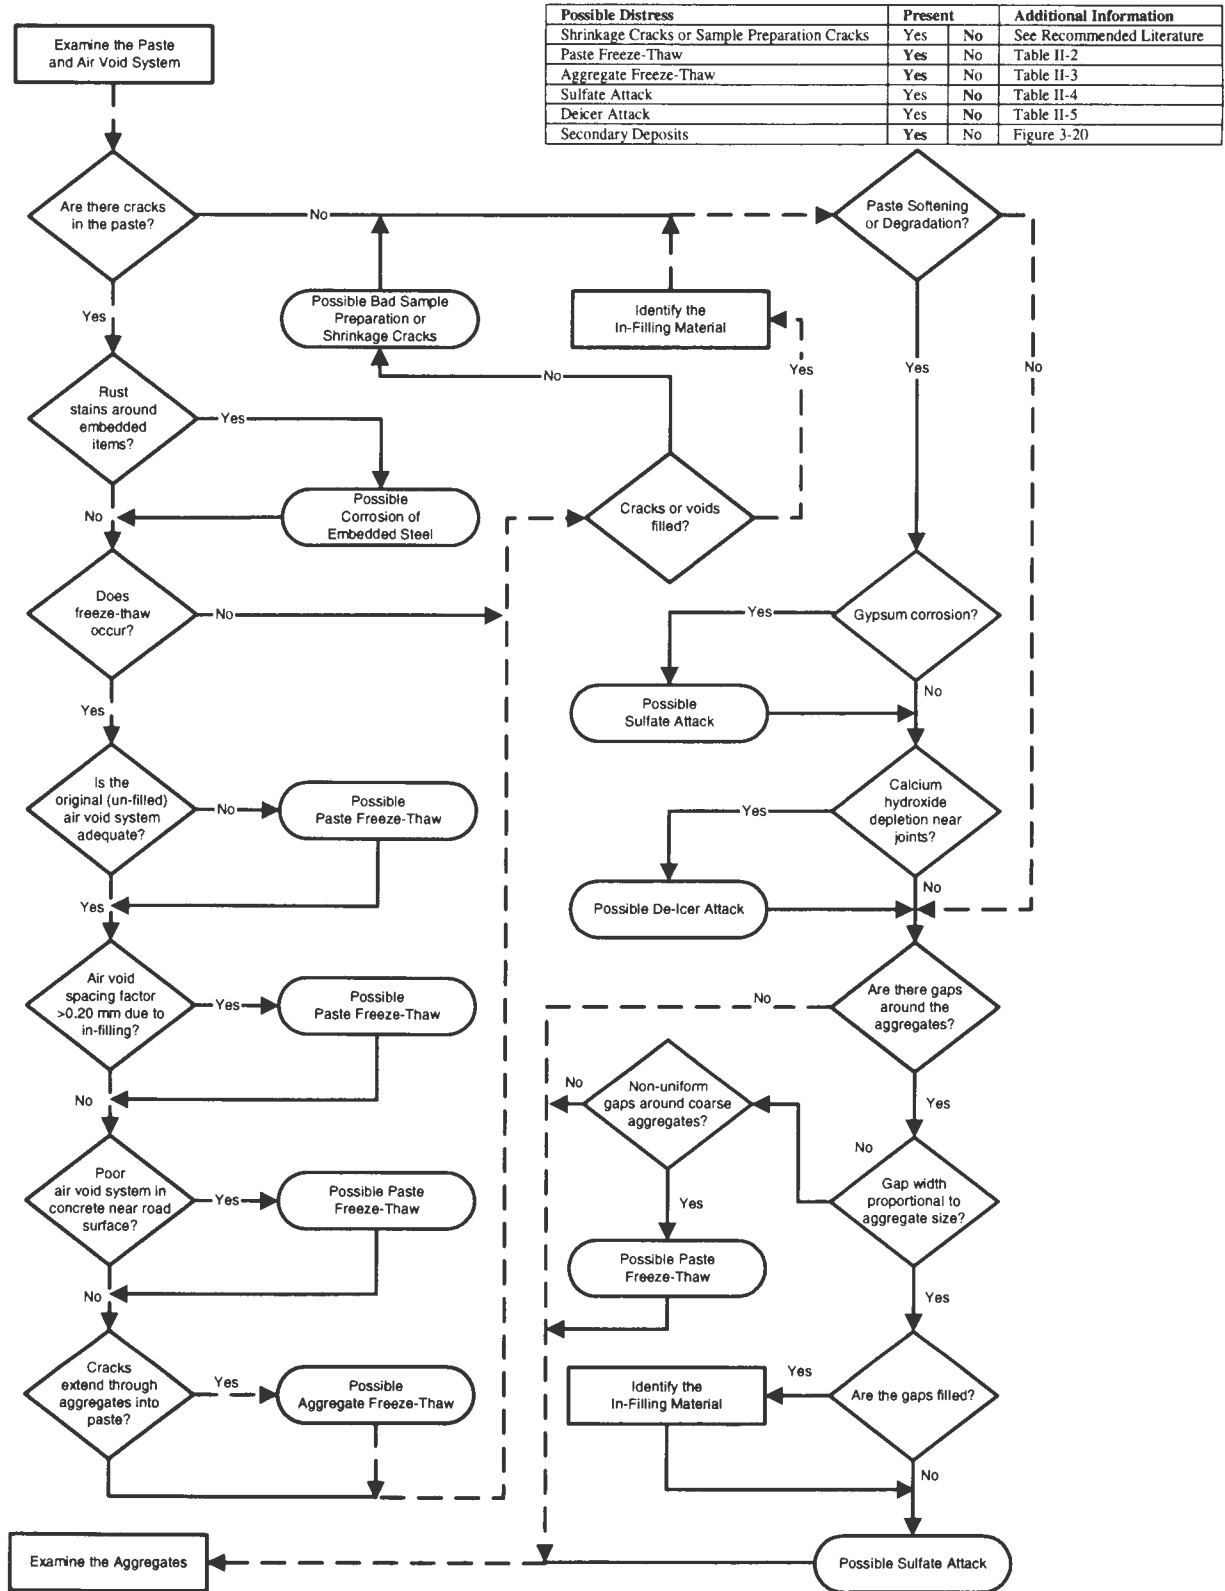 Possible Distress Present Additional Information
Shrinkage Cracks or Sample Preparation Cracks Yes No See Recommended Literature
Paste Freeze-Thaw Yes No Table II-2
Aggregate Freeze-Thaw Yes No Table II-3
Sulfate Attack Yes No Table II-4
Deicer Attack Yes No Table II-5
Secondary Deposits Yes No Figure 3-20
Examine the Paste
and Air Void System
Are there cracks
in the paste?
No
Yes
Possible Bad Sample
Preparation or
Shrinkage Cracks
Identify the
In-Filling Material
Paste Softening
or Degradation?
Yes
No
Rust
stains around
embedded
items?
Yes
No
Possible
Corrosion of
Embedded Steel
Cracks or voids
filled?
No
Yes
Does
freeze-thaw
occur?
No
Yes
Gypsum corrosion?
Yes
No
Possible
Sulfate Attack
Is the
original (un-filled)
air void system
adequate?
No
Yes
Possible
Paste Freeze-Thaw
Calcium
hydroxide
depletion near
joints?
Yes
No
Possible De-Icer Attack
Air void
spacing factor
>0.20 mm due to
in-filling?
Yes
No
Possible
Paste Freeze-Thaw
Are there gaps
around the
aggregates?
No
Yes
Non-uniform
gaps around coarse
aggregates?
No
Yes
Gap width
proportional to
aggregate size?
No
Yes
Poor
air void system in
concrete near road
surface?
Yes
No
Possible Paste
Freeze-Thaw
Possible Paste
Freeze-Thaw
Cracks
extend through
aggregates into
paste?
Yes
Possible
Aggregate Freeze-Thaw
Identify the
In-Filling Material
Are the gaps filled?
Yes
No
Examine the Aggregates
Possible Sulfate Attack